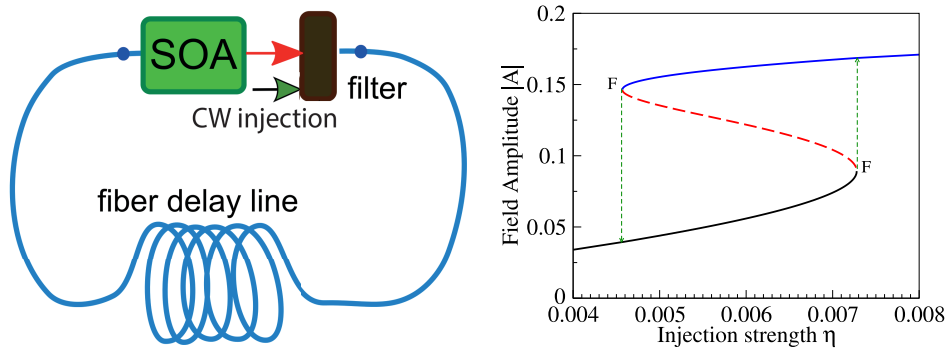 SOA
CW injection
filter
fiber delay line
0.2
0.15
0.1
0.05
0
Field Amplitude |A|
F
F
0.004
0.005
0.006
0.007
0.008
Injection strength η